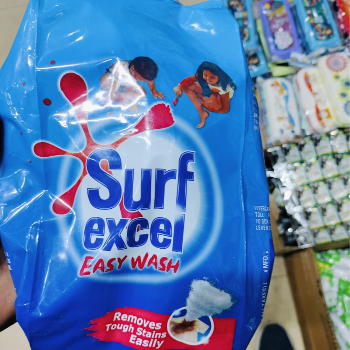 Surf
excel
EASY WASH
Removes
Tough Stains
Easily